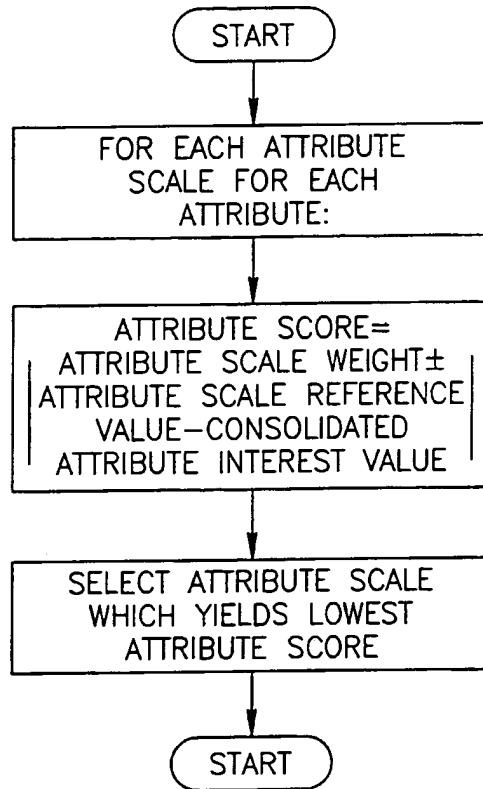 START
FOR EACH ATTRIBUTE
SCALE FOR EACH
ATTRIBUTE:
ATTRIBUTE SCORE=
ATTRIBUTE SCALE WEIGHT±
ATTRIBUTE SCALE REFERENCE
VALUE-CONSOLIDATED
ATTRIBUTE INTEREST VALUE
SELECT ATTRIBUTE SCALE
WHICH YIELDS LOWEST
ATTRIBUTE SCORE
START